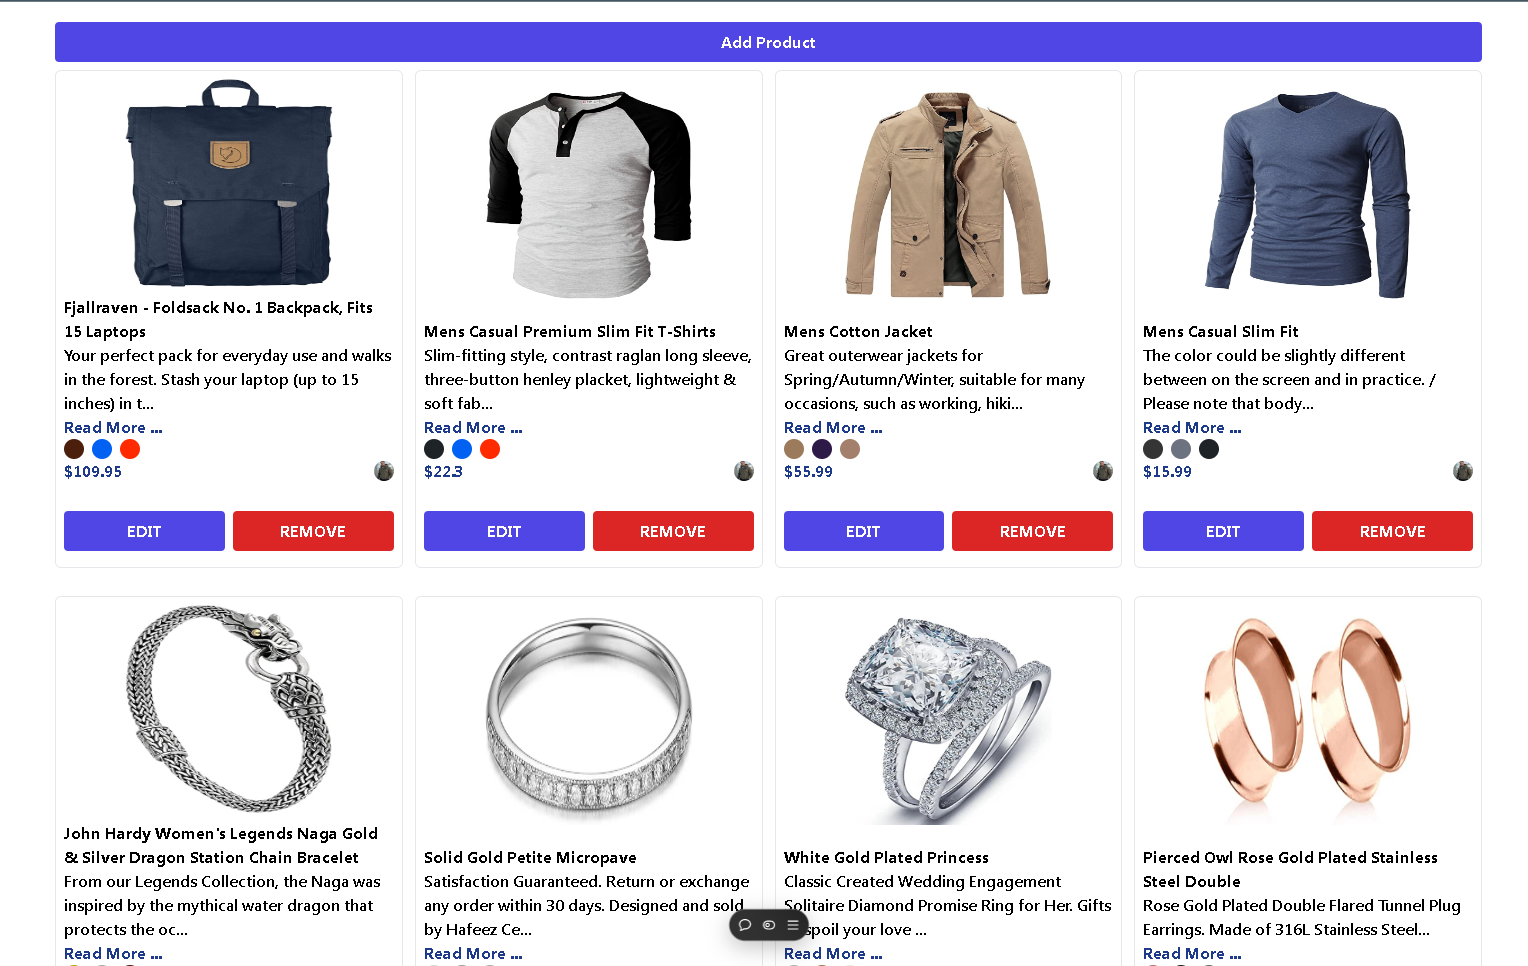 Add Product
Fjallraven - Foldsack No. 1 Backpack, Fits
15 Laptops
Your perfect pack for everyday use and walks
in the forest. Stash your laptop (up to 15
inches) in t...
Read More ...
$109.95
EDIT
REMOVE
Mens Casual Premium Slim Fit T-Shirts
Slim-fitting style, contrast raglan long sleeve,
three-button henley placket, lightweight &
soft fab...
Read More ...
$22.3
EDIT
REMOVE
Mens Cotton Jacket
Great outerwear jackets for
Spring/Autumn/Winter, suitable for many
occasions, such as working, hiki...
Read More ...
$55.99
EDIT
REMOVE
Mens Casual Slim Fit
The color could be slightly different
between on the screen and in practice. /
Please note that body...
Read More ...
$15.99
EDIT
REMOVE
John Hardy Women's Legends Naga Gold
& Silver Dragon Station Chain Bracelet
From our Legends Collection, the Naga was
inspired by the mythical water dragon that
protects the oc...
Read More ...
Solid Gold Petite Micropave
Satisfaction Guaranteed. Return or exchange
any order within 30 days. Designed and sold
by Hafeez Ce...
Read More ...
White Gold Plated Princess
Classic Created Wedding Engagement
Solitaire Diamond Promise Ring for Her. Gifts
spoil your love ...
Read More ...
Pierced Owl Rose Gold Plated Stainless
Steel Double
Rose Gold Plated Double Flared Tunnel Plug
Earrings. Made of 316L Stainless Steel...
Read More ...